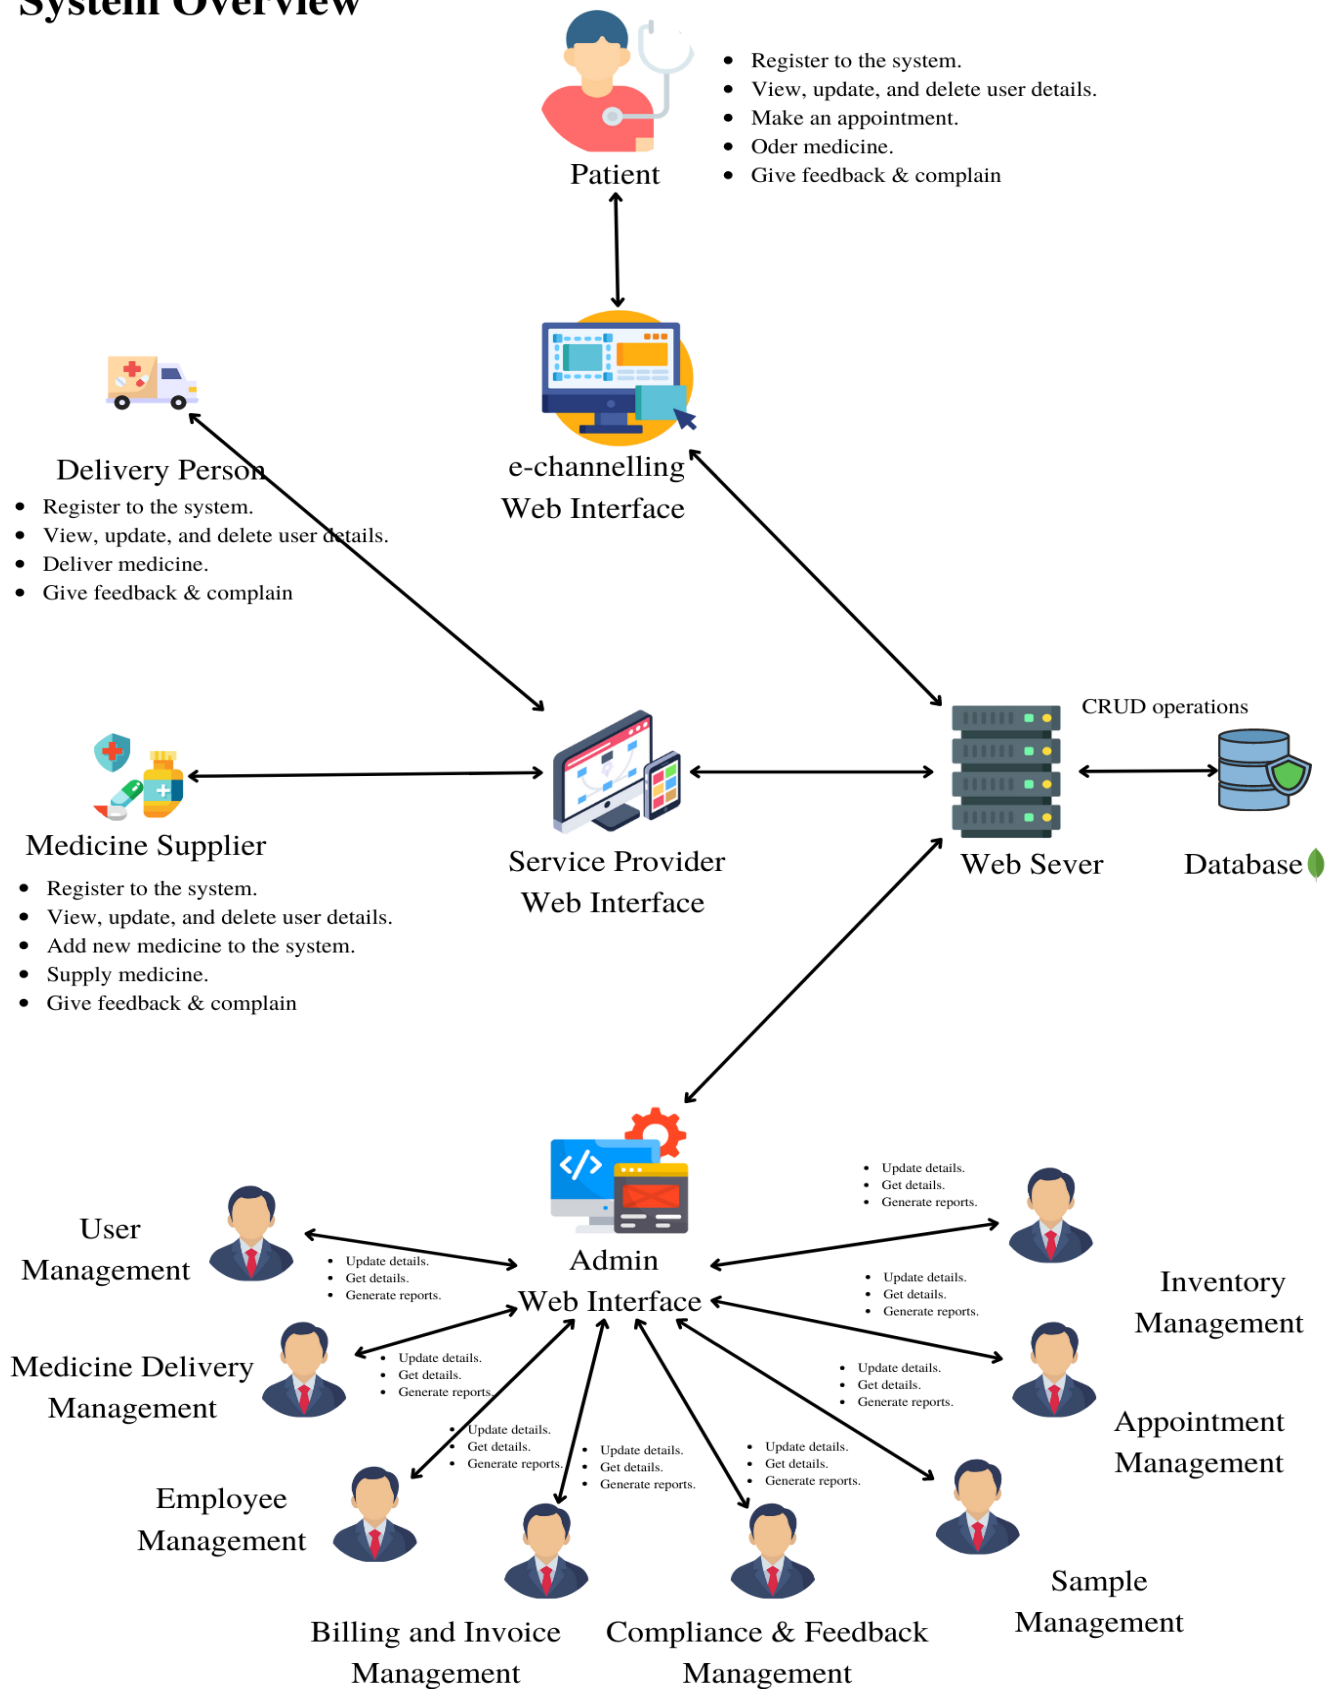 System Overview
• Register to the system.
• View, update, and delete user details.
• Make an appointment.
• Oder medicine.
• Give feedback & complain
Patient
e-channelling
Web Interface
Delivery Person
• Register to the system.
• View, update, and delete user details.
• Deliver medicine.
• Give feedback & complain
CRUD operations
Medicine Supplier
• Register to the system.
• View, update, and delete user details.
• Add new medicine to the system.
• Supply medicine.
• Give feedback & complain
Service Provider
Web Interface
Web Sever
Database
</>
Admin
Web Interface
User
Management
• Update details.
• Get details.
• Generate reports.
Medicine Delivery
Management
• Update details.
• Get details.
• Generate reports.
Employee
Management
• Update details.
• Get details.
• Generate reports.
Billing and Invoice
Management
• Update details.
• Get details.
• Generate reports.
Compliance & Feedback
Management
• Update details.
• Get details.
• Generate reports.
Sample
Management
• Update details.
• Get details.
• Generate reports.
Appointment
Management
• Update details.
• Get details.
• Generate reports.
Inventory
Management
• Update details.
• Get details.
• Generate reports.